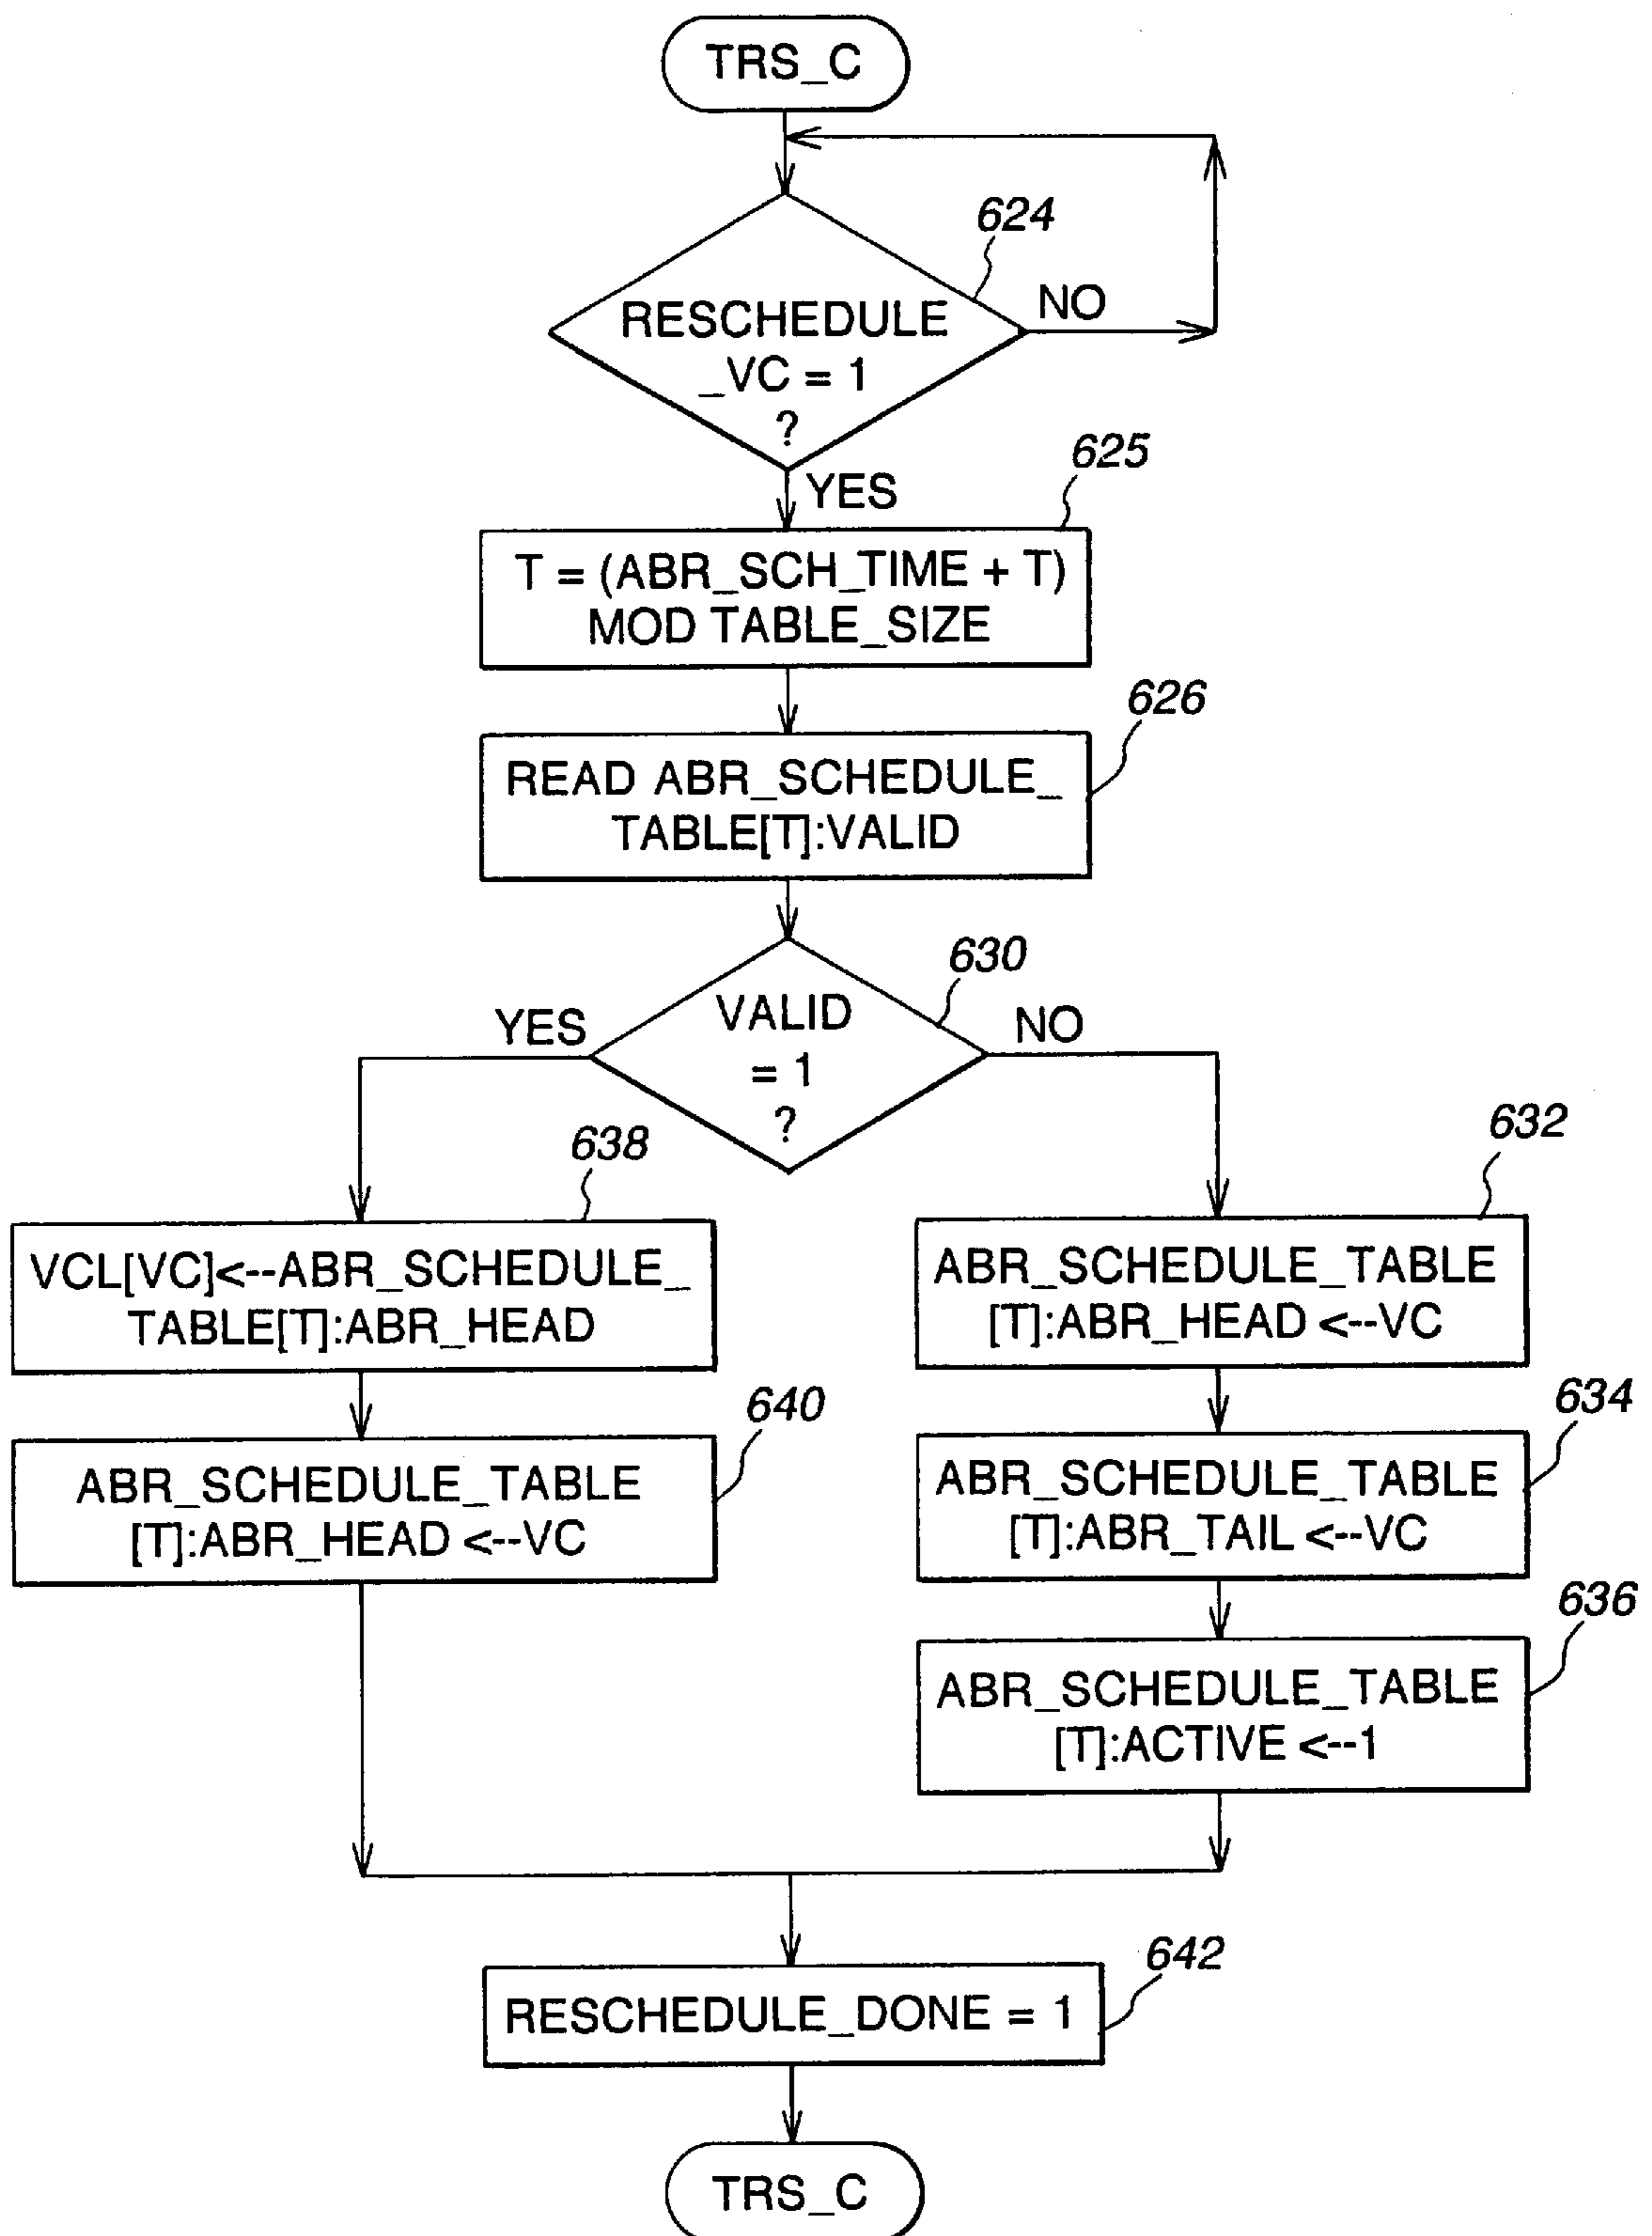 TRS_C
624
RESCHEDULE
_VC = 1
?
NO
YES
625
T = (ABR_SCH_TIME + T)
MOD TABLE_SIZE
626
READ ABR_SCHEDULE_
TABLE[T]:VALID
630
VALID
= 1
?
YES
NO
638
VCL[VC]<--ABR_SCHEDULE_
TABLE[T]:ABR_HEAD
640
ABR_SCHEDULE_TABLE
[T]:ABR_HEAD <--VC
632
ABR_SCHEDULE_TABLE
[T]:ABR_HEAD <--VC
634
ABR_SCHEDULE_TABLE
[T]:ABR_TAIL <--VC
636
ABR_SCHEDULE_TABLE
[T]:ACTIVE <--1
642
RESCHEDULE_DONE = 1
TRS_C